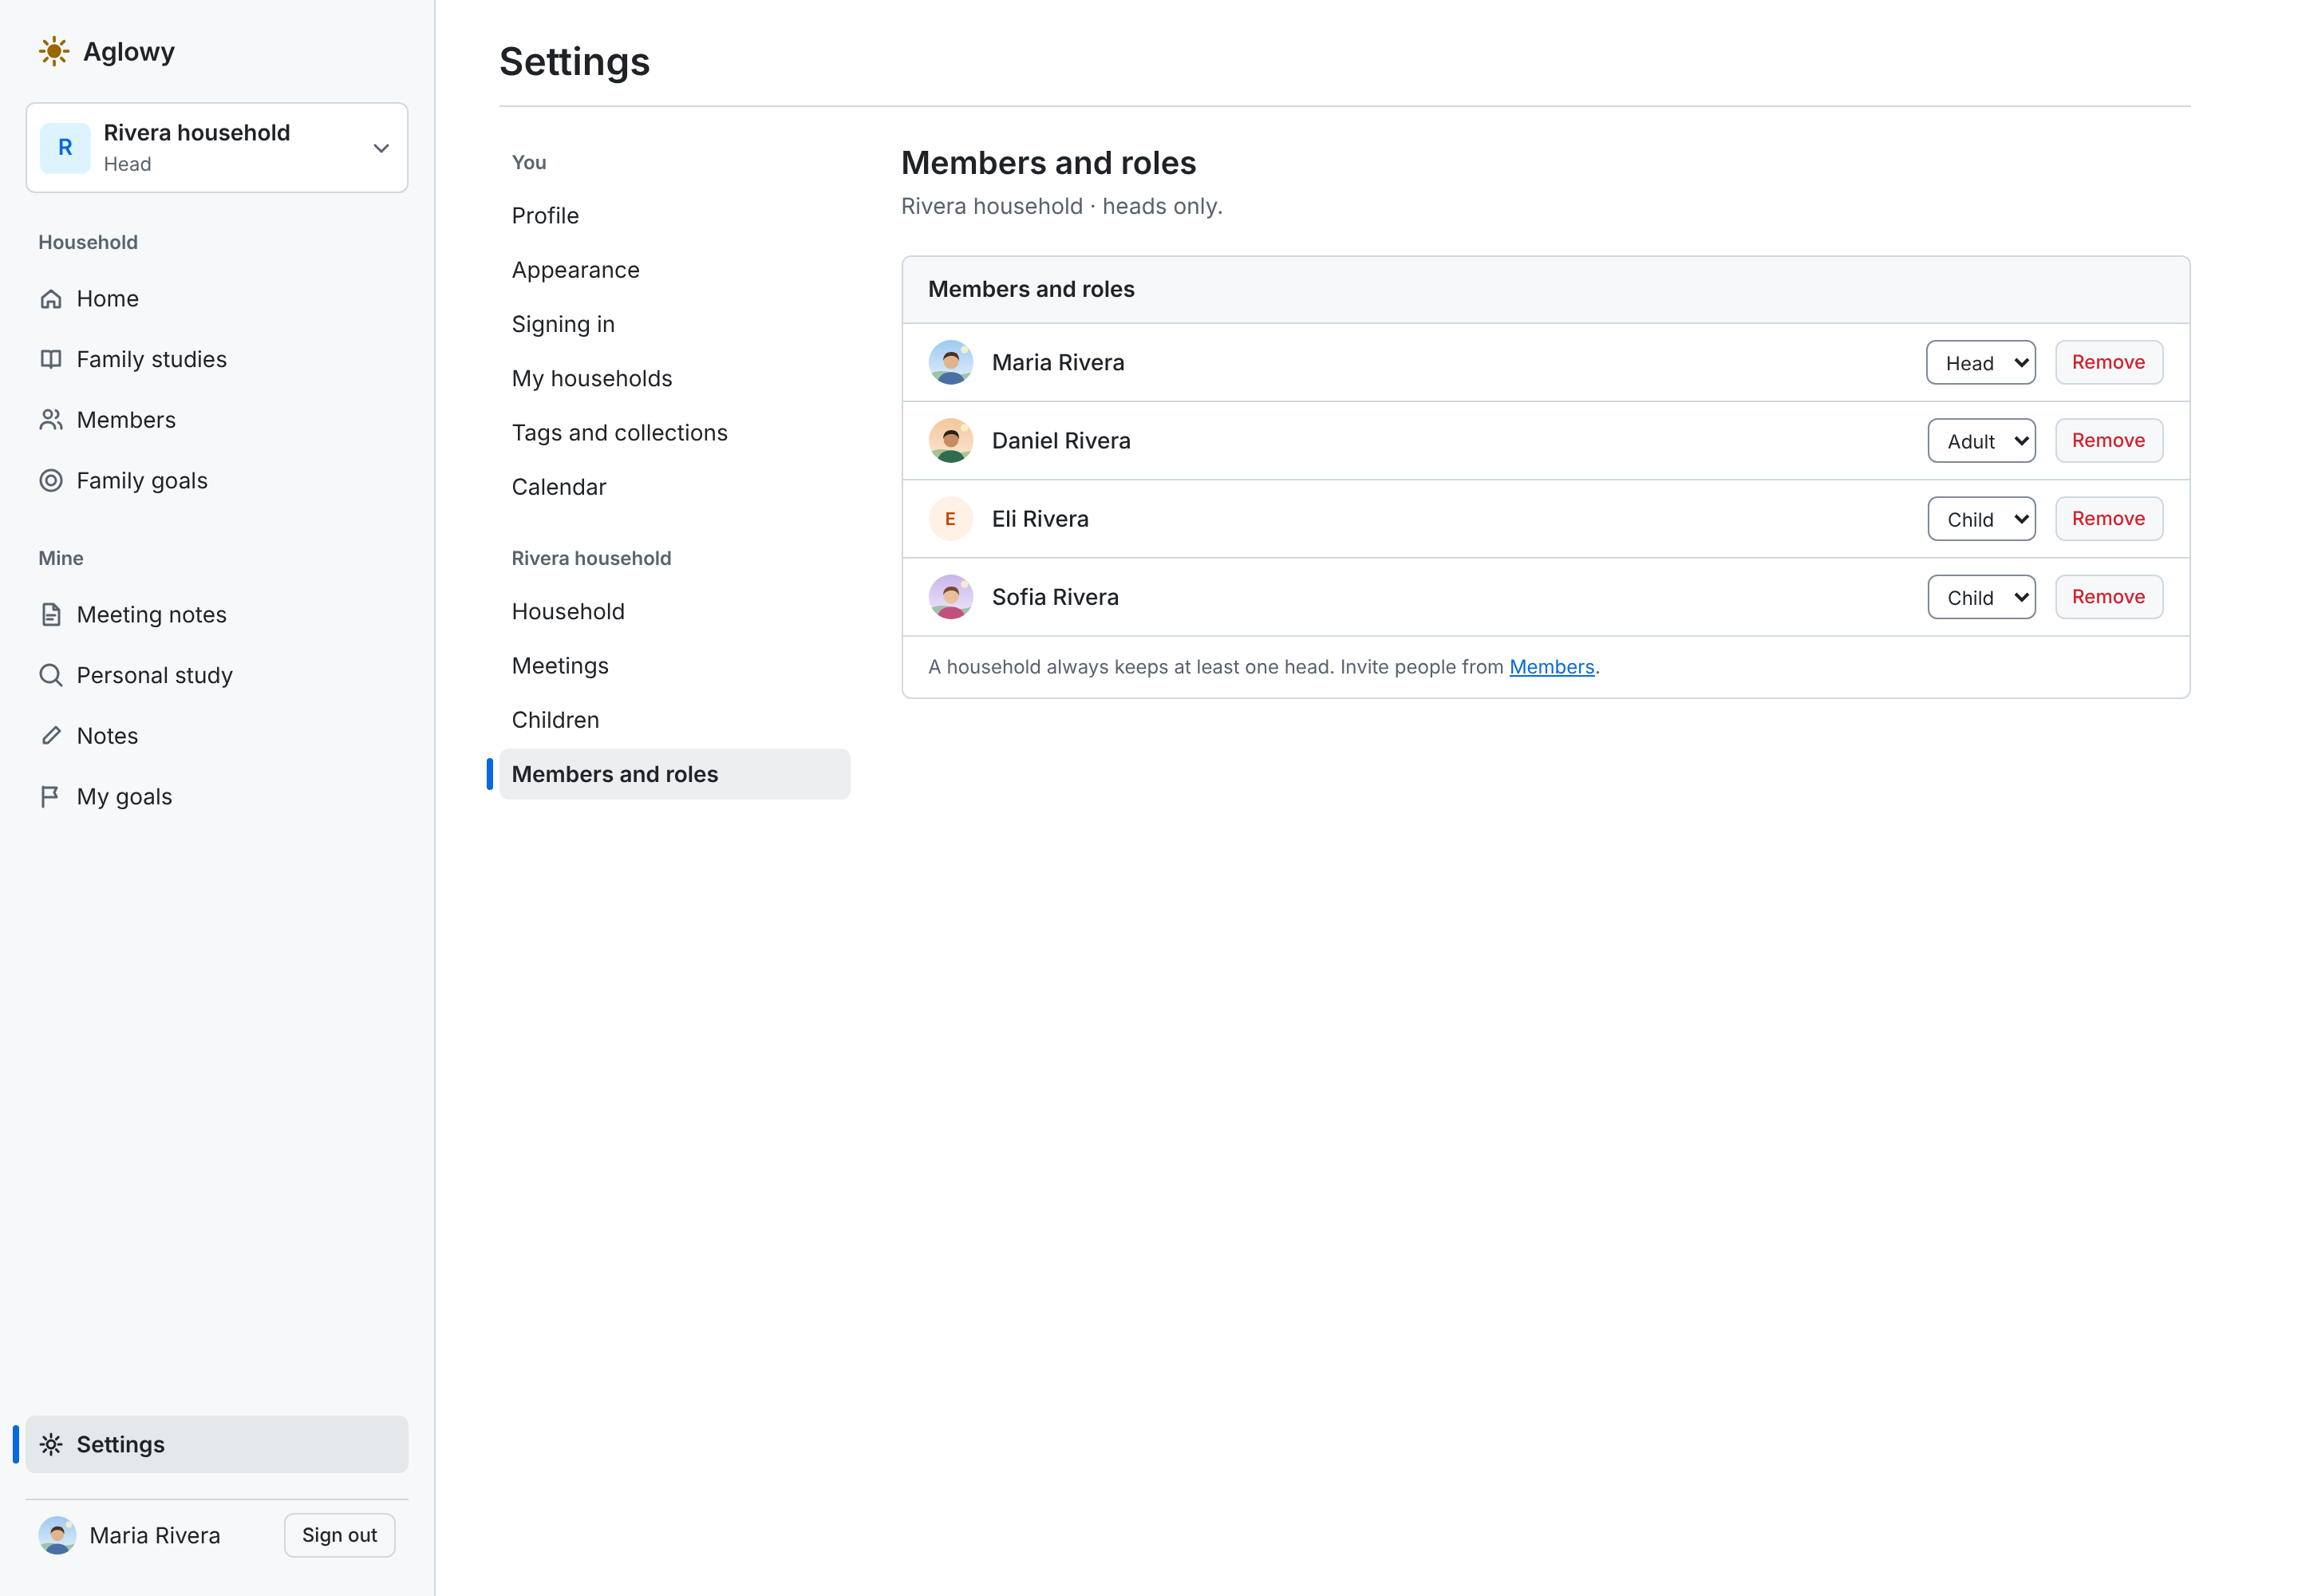 Aglowy
R
Rivera household
Head
Household
Home
Family studies
Members
Family goals
Mine
Meeting notes
Personal study
Notes
My goals
Settings
Maria Rivera
Sign out
Settings
You
Profile
Appearance
Signing in
My households
Tags and collections
Calendar
Rivera household
Household
Meetings
Children
Members and roles
Members and roles
Rivera household · heads only.
Members and roles
Maria Rivera
Head
Remove
Daniel Rivera
Adult
Remove
E
Eli Rivera
Child
Remove
Sofia Rivera
Child
Remove
A household always keeps at least one head. Invite people from Members.